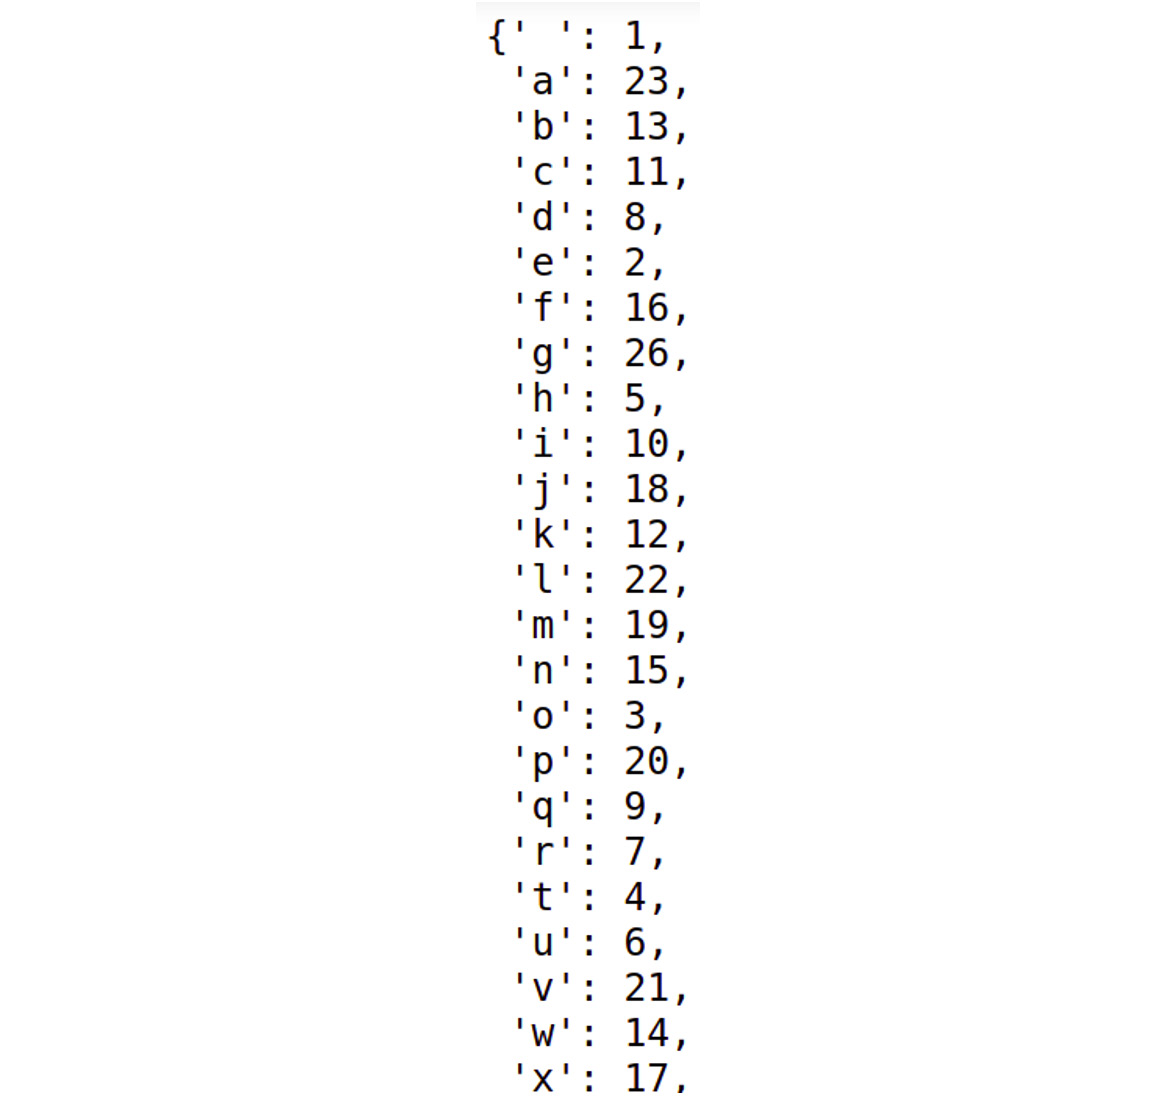 {' ': 1,
'a': 23,
'b': 13,
'c': 11,
'd': 8,
'e': 2,
'f': 16,
'g': 26,
'h': 5,
'i': 10,
'j': 18,
'k': 12,
'l': 22,
'm': 19,
'n': 15,
'o': 3,
'p': 20,
'q': 9,
'r': 7,
't': 4,
'u': 6,
'v': 21,
'w': 14,
'x': 17,